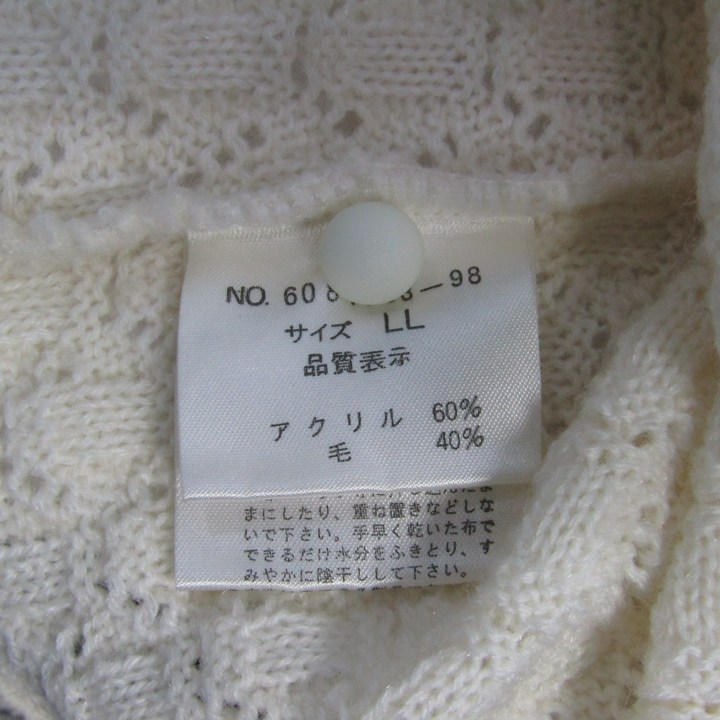 NO. 608 98
サイズ LL
品質表示
アクリル 60%
毛 40%
まにしたり、重ね置きなどしな
いで下さい。手早く乾いた布で
できるだけ水分をふきとり、す
みやかに陰干しして下さい。